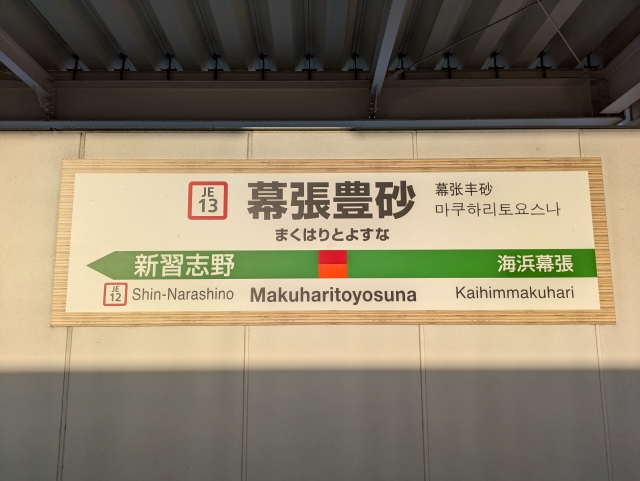 JE
13
幕張豊砂
幕张丰砂
마쿠하리토요스나
まくはりとよすな
新習志野
海浜幕張
JE
12
Shin-Narashino
Makuharitoyosuna
Kaihimmakuhari